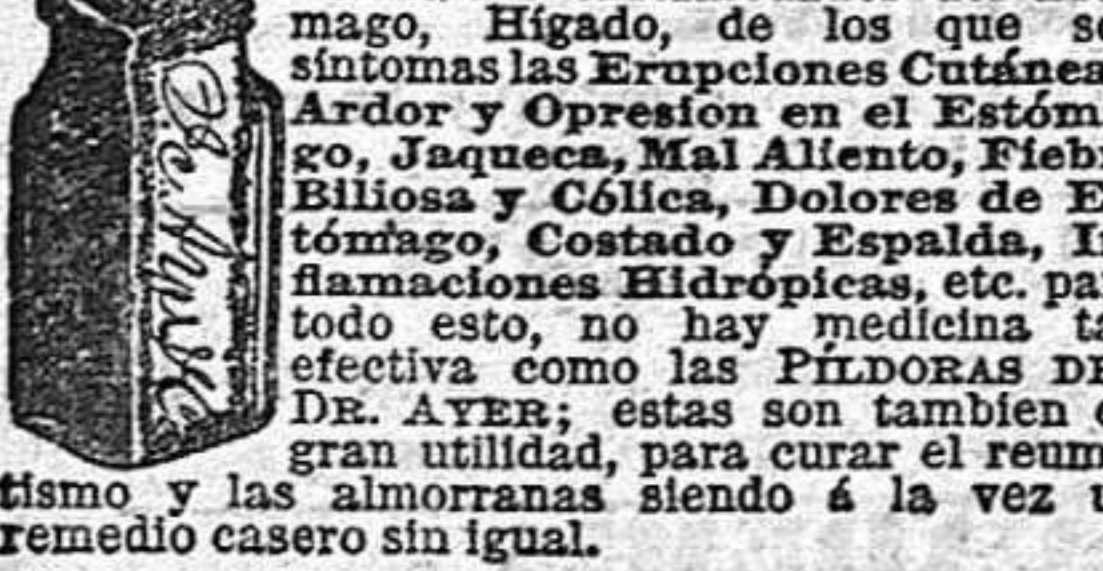 mago, Hígado, de los que s
síntomas las Erupciones Cutánea
Ardor y Opresion en el Estóm
go, Jaqueca, Mal Aliento, Fieb
Biliosa y Cólica, Dolores de E
tómago, Costado y Espalda, I
flamaciones Hidrópicas, etc. pa
todo esto, no hay medicina ta
efectiva como las PÍLDORAS DE
DR. AYER; estas son tambien
gran utilidad, para curar el reum
tismo y las almorranas siendo á la vez
remedio casero sin igual.